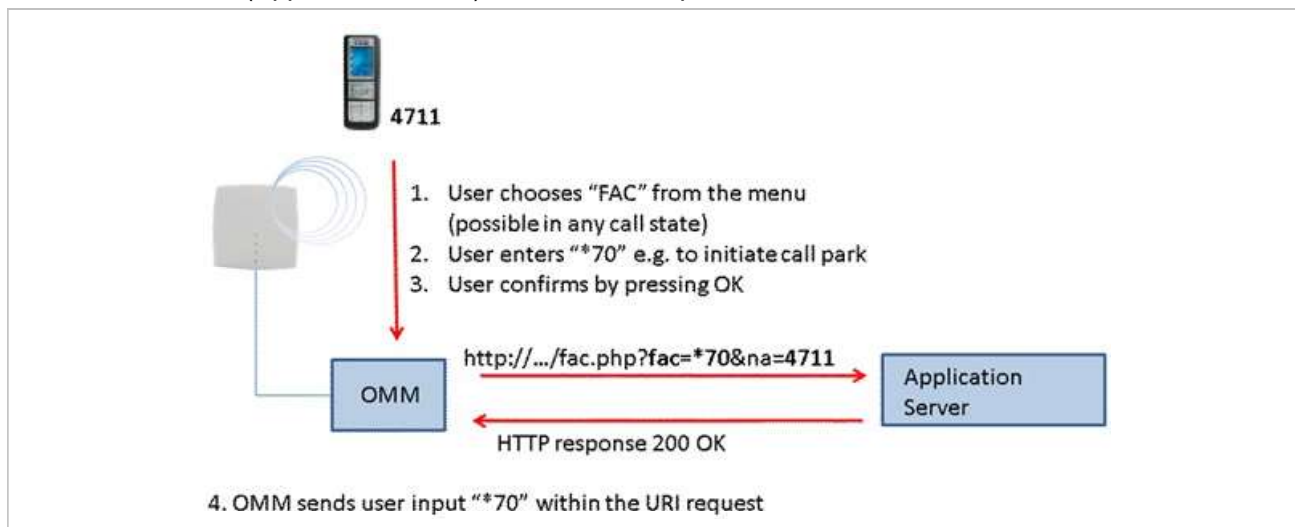 4711
1. User chooses “FAC” from the menu
(possible in any call state)
2. User enters “*70” e.g. to initiate call park
3. User confirms by pressing OK
http://…/fac.php?fac=*70&na=4711
OMM
Application
Server
HTTP response 200 OK
4. OMM sends user input “*70” within the URI request